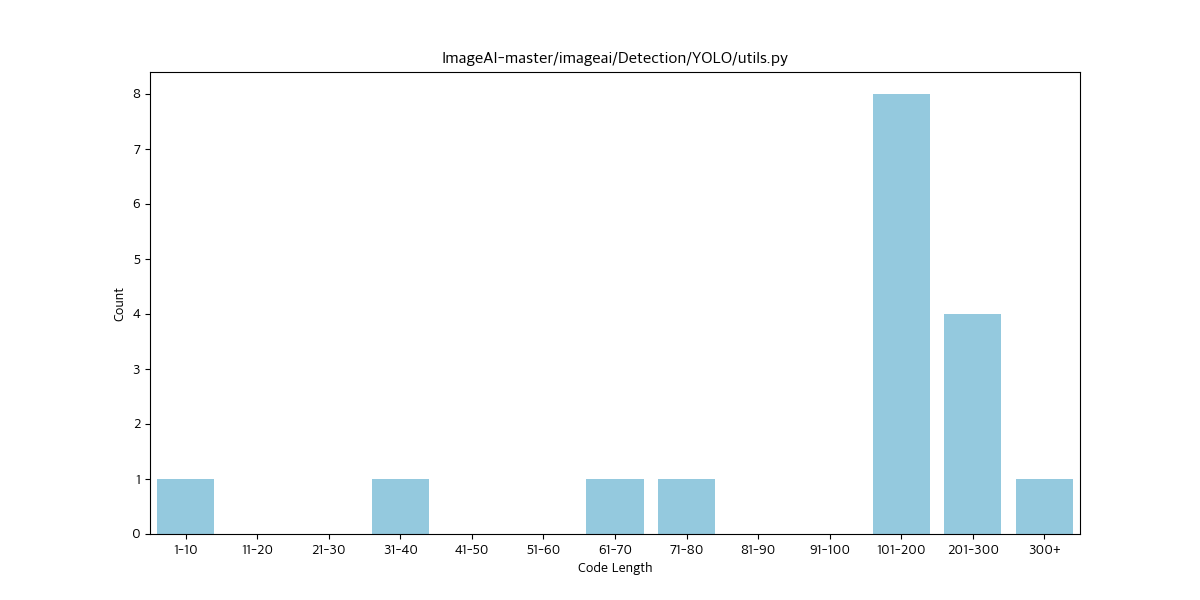 ImageAI-master/imageai/Detection/YOLO/utils.py
8
7
6
5
4
3
2
1
0
Count
1-10 11-20 21-30 31-40 41-50 51-60 61-70 71-80 81-90 91-100 101-200 201-300 300+
Code Length